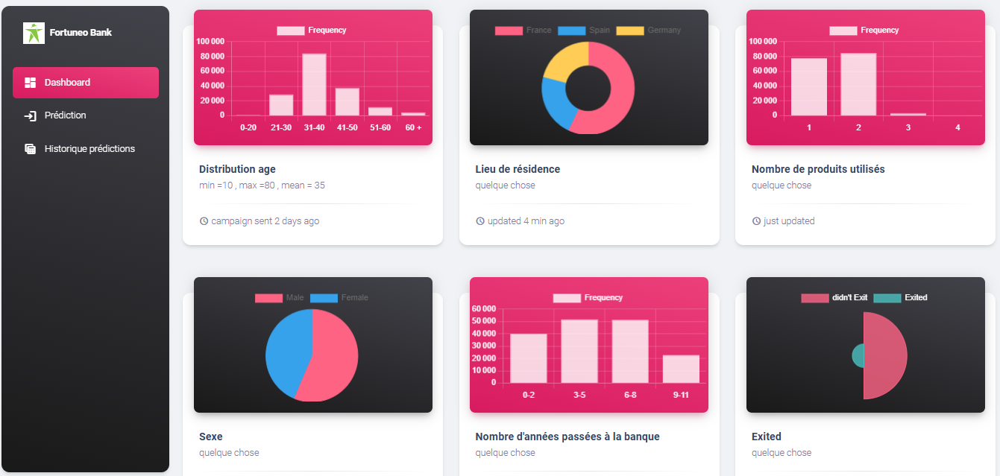 Fortuneo Bank
Dashboard
Prédiction
Historique prédictions
Frequency
100 000
80 000
60 000
40 000
20 000
0
0-20 21-30 31-40 41-50 51-60 60 +
Distribution age
min =10 , max =80 , mean = 35
campaign sent 2 days ago
France Spain Germany
Lieu de résidence
quelque chose
updated 4 min ago
Frequency
100 000
80 000
60 000
40 000
20 000
0
1 2 3 4
Nombre de produits utilisés
quelque chose
just updated
Male Female
Sexe
quelque chose
Frequency
60 000
50 000
40 000
30 000
20 000
10 000
0
0-2 3-5 6-8 9-11
Nombre d'années passées à la banque
quelque chose
didn't Exit Exited
Exited
quelque chose